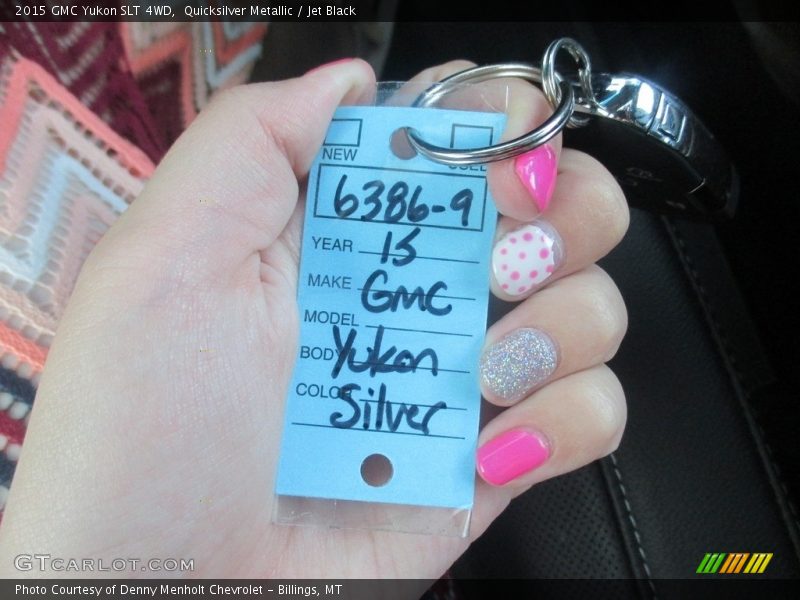 2015 GMC Yukon SLT 4WD, Quicksilver Metallic / Jet Black
NEW
6386-9
YEAR 15
MAKE GMC
MODEL
BODY Yukon
COLOR Silver
GTCARLOT.COM
Photo Courtesy of Denny Menholt Chevrolet – Billings, MT